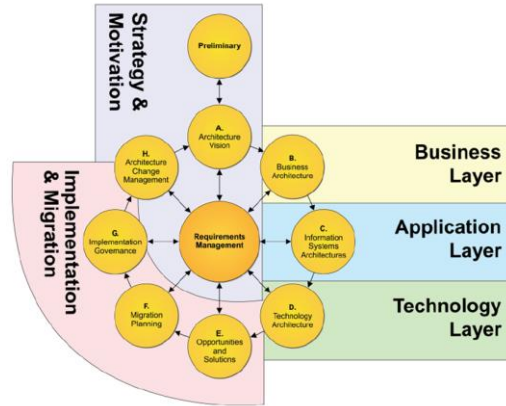 Strategy &
Motivation
Implementation
& Migration
Preliminary
A.
Architecture
Vision
B.
Business
Architecture
C.
Information
Systems
Architectures
D.
Technology
Architecture
E.
Opportunities
and
Solutions
F.
Migration
Planning
G.
Implementation
Governance
H.
Architecture
Change
Management
Requirements
Management
Business
Layer
Application
Layer
Technology
Layer